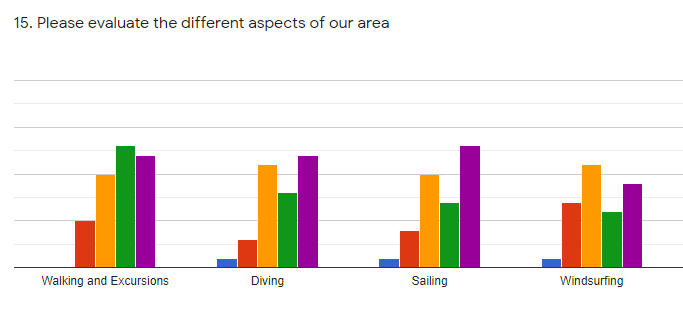 15. Please evaluate the different aspects of our area
Walking and Excursions
Diving
Sailing
Windsurfing